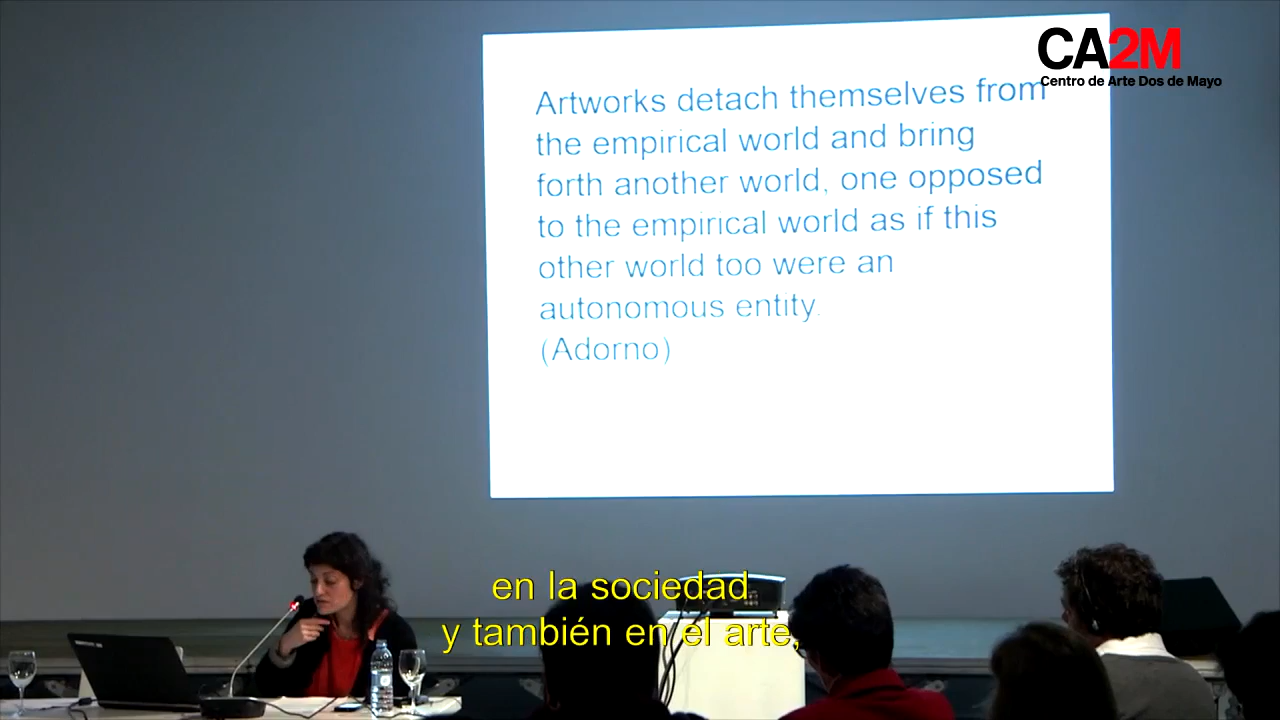 CA2M
Centro de Arte Dos de Mayo
Artworks detach themselves from
the empirical world and bring
forth another world, one opposed
to the empirical world as if this
other world too were an
autonomous entity.
(Adorno)
en la sociedad
y también en el arte,